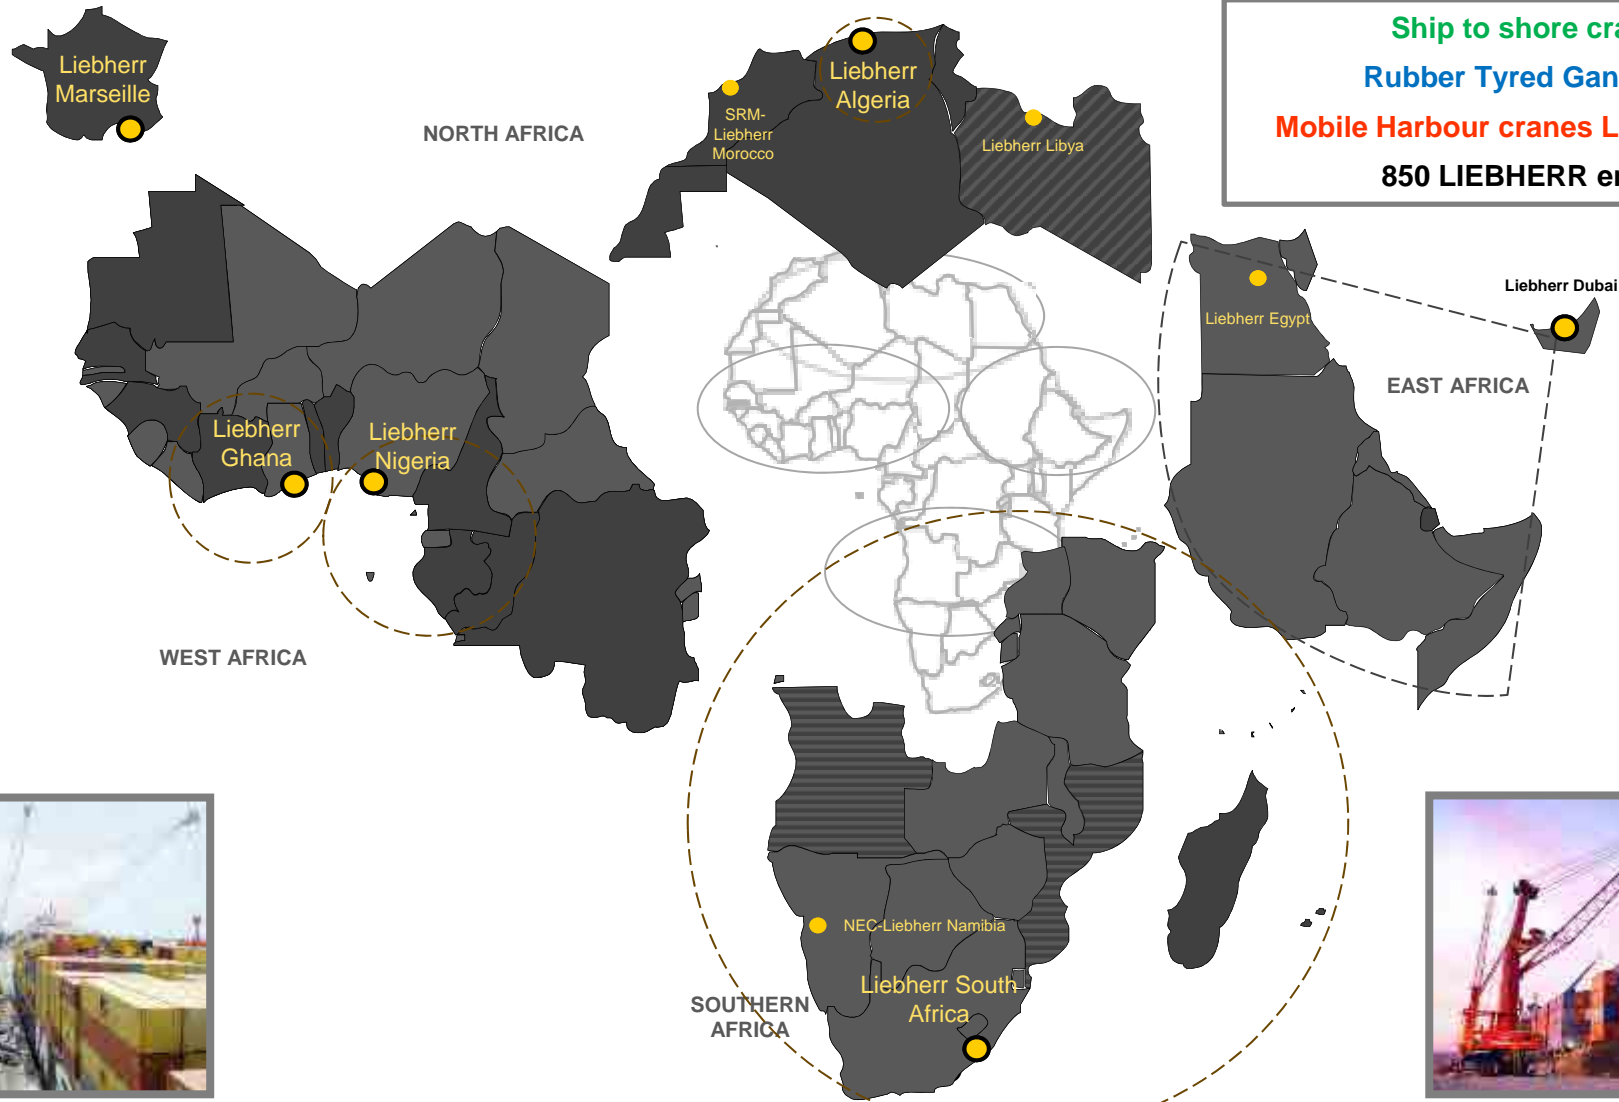 Ship to shore cra
Rubber Tyred Gan
Mobile Harbour cranes L
850 LIEBHERR e
Liebherr
Marseille
NORTH AFRICA
Liebherr
Algeria
SRM-
Liebherr
Morocco
Liebherr Libya
Liebherr Dubai
Liebherr Egypt
EAST AFRICA
Liebherr
Ghana
Liebherr
Nigeria
WEST AFRICA
NEC-Liebherr Namibia
Liebherr South
Africa
SOUTHERN
AFRICA